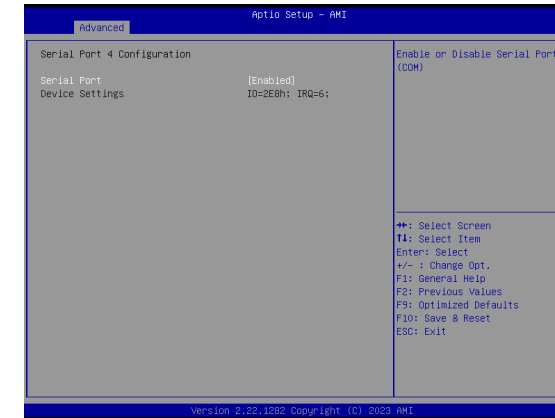 Aptio Setup - AMI
Advanced
Serial Port 4 Configuration
Serial Port [Enabled]
Device Settings IO=2E8h; IRQ=6;
Enable or Disable Serial Port
(COM)
→←: Select Screen
↑↓: Select Item
Enter: Select
+/- : Change Opt.
F1: General Help
F2: Previous Values
F9: Optimized Defaults
F10: Save & Reset
ESC: Exit
Version 2.22.1282 Copyright (C) 2023 AMI